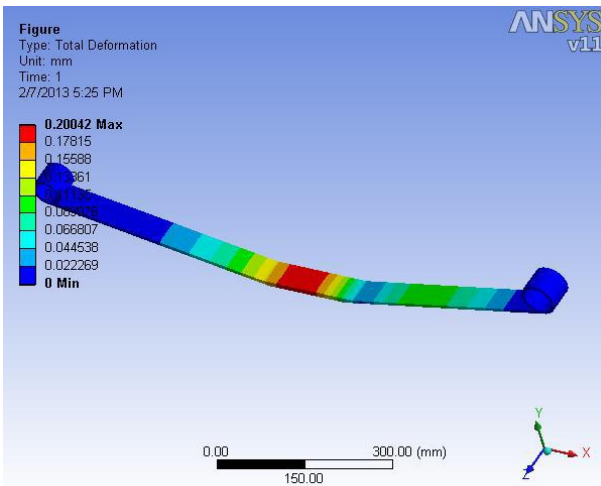 Figure
Type: Total Deformation
Unit: mm
Time: 1
2/7/2013 5:25 PM
ANSYS
v11
0.20042 Max
0.17815
0.15588
0.066807
0.044538
0.022269
0 Min
0.00
300.00 (mm)
150.00
Y
X
Z